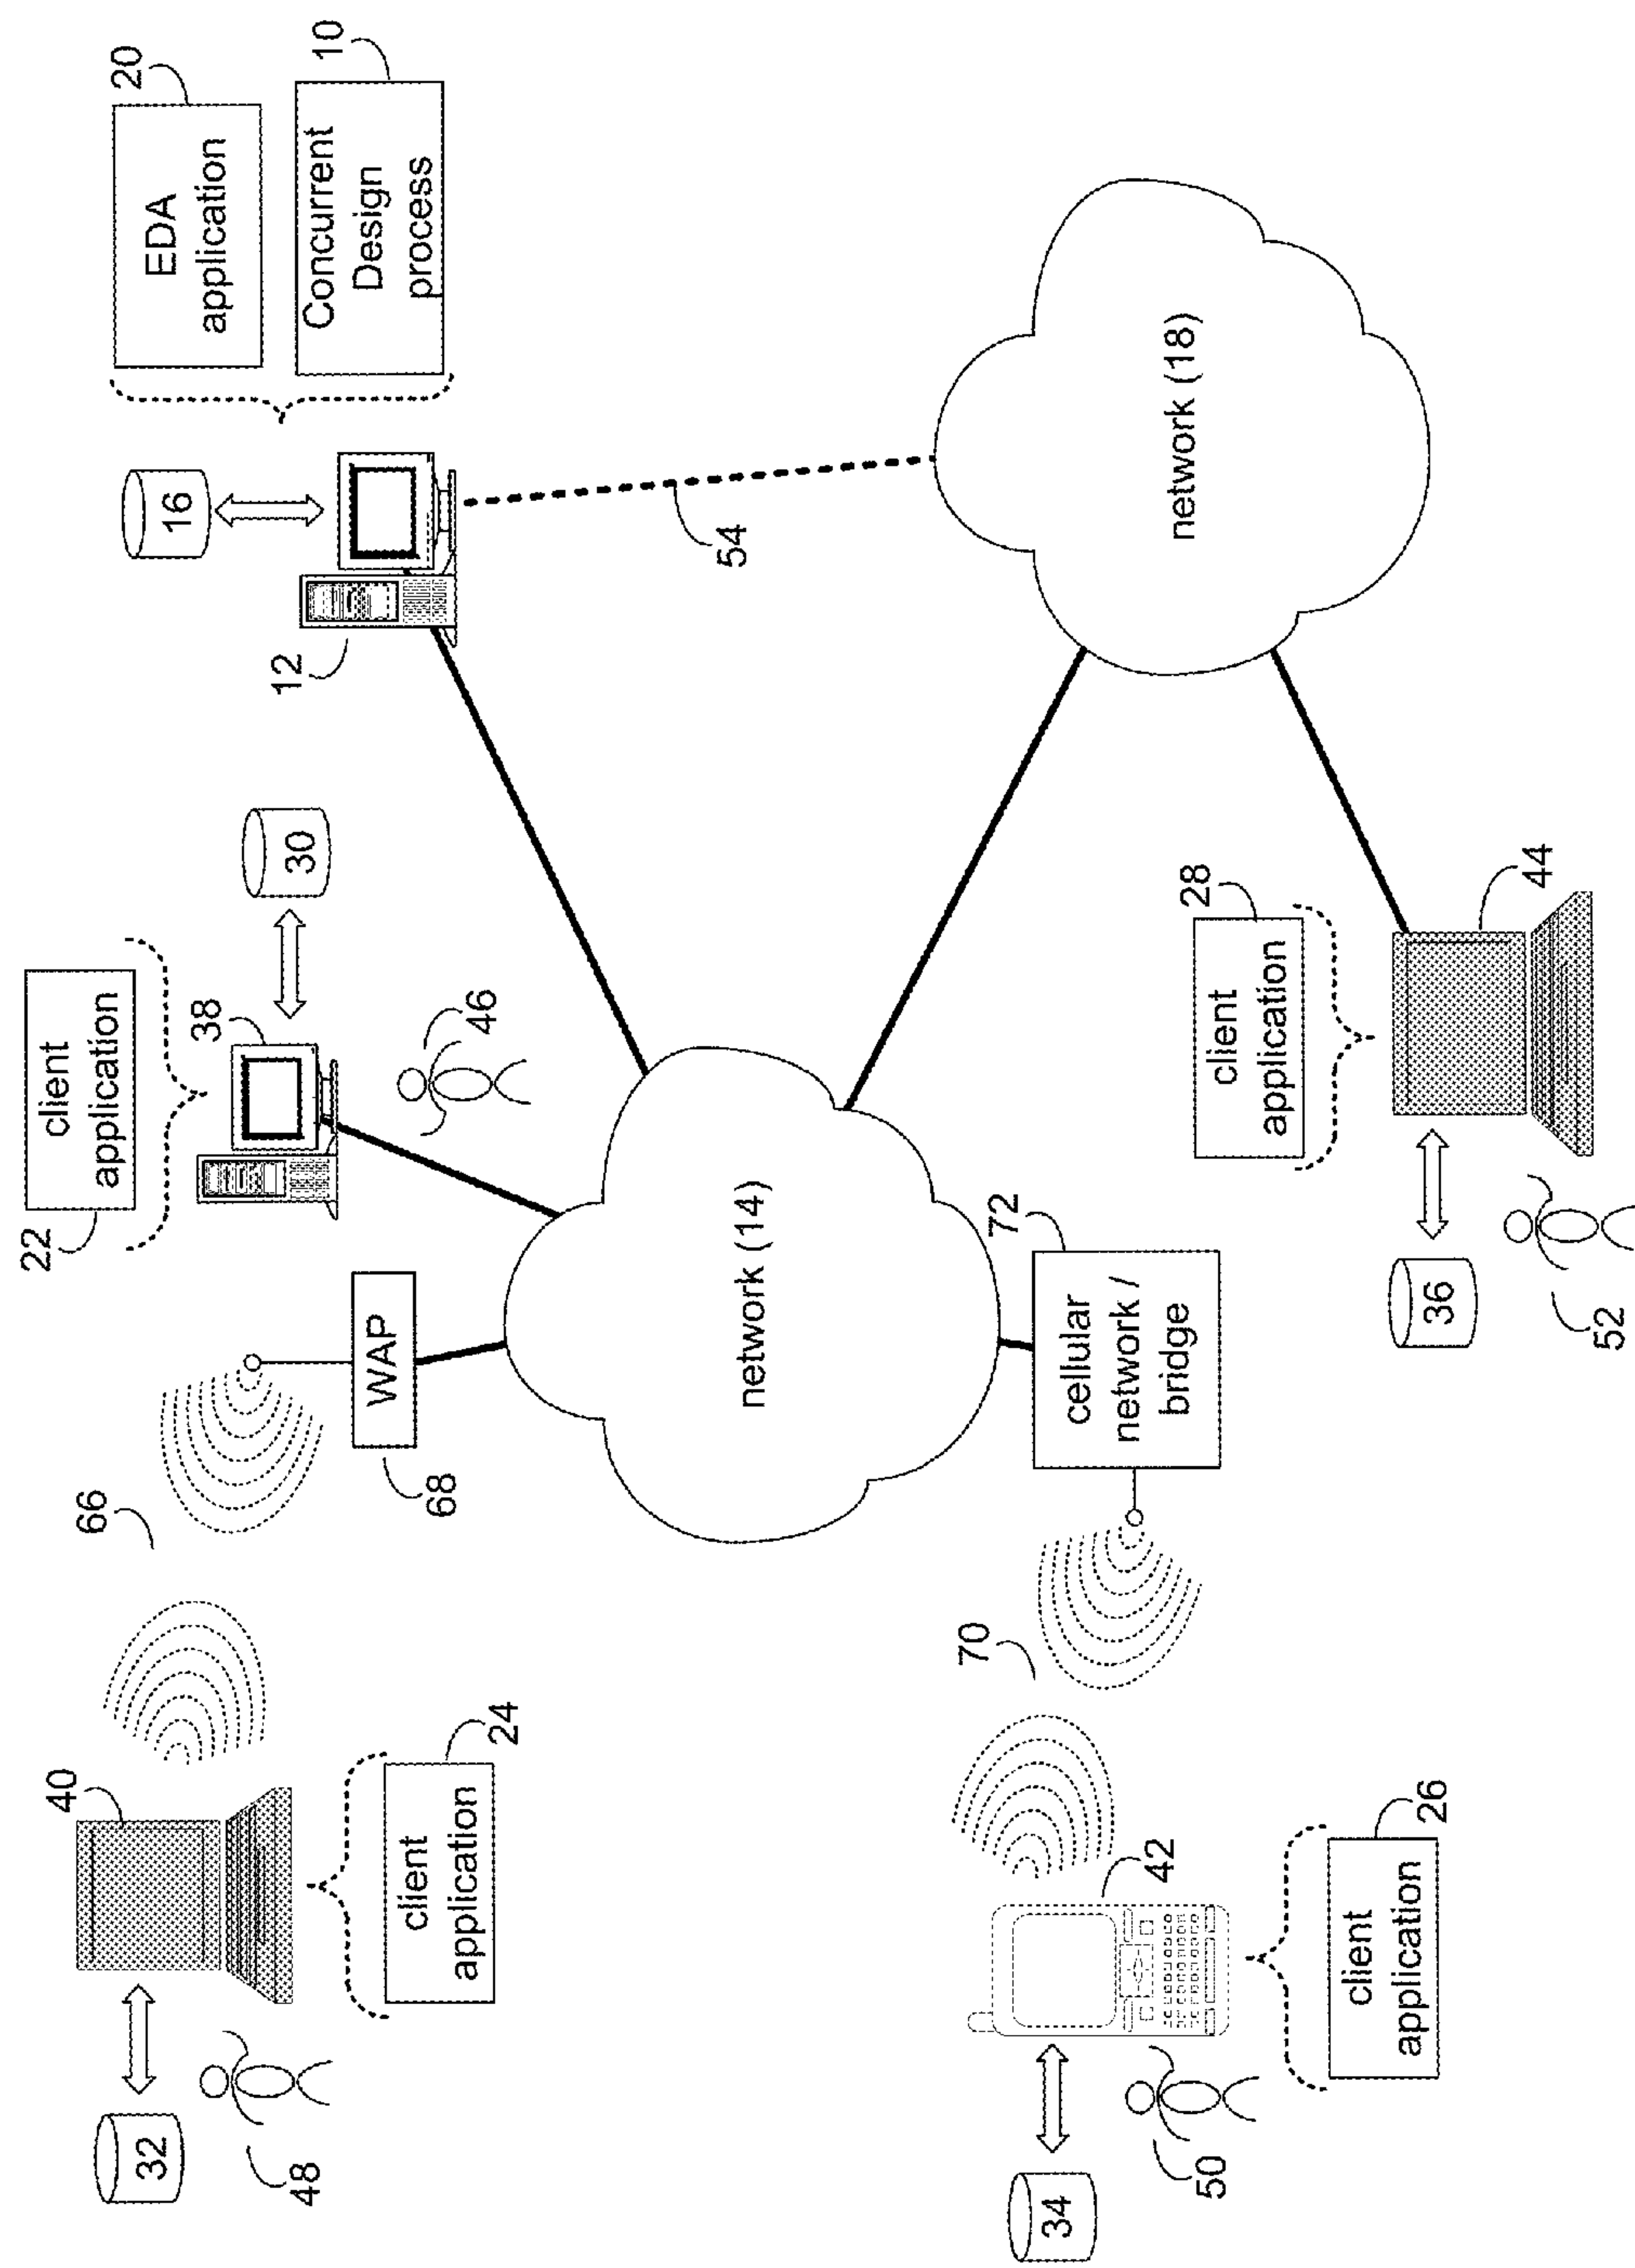 32
48
40
client
application
24
66
WAP
68
client
application
22
38
30
46
16
12
EDA
application
20
Concurrent
Design
process
10
network (14)
54
network (18)
34
50
42
client
application
26
70
cellular
network /
bridge
72
client
application
28
44
36
52